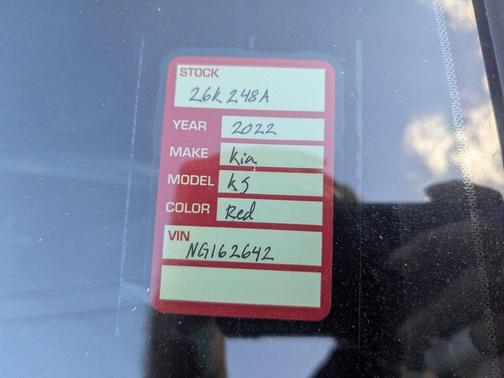 STOCK
26K248A
YEAR 2022
MAKE Kia
MODEL K5
COLOR Red
VIN
NG162642